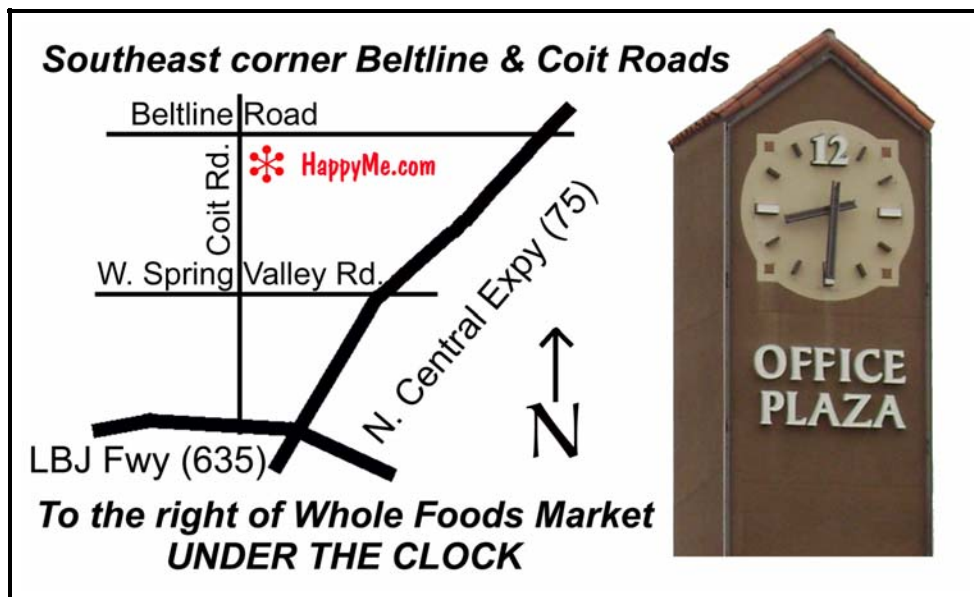 Southeast corner Beltline & Coit Roads
Beltline Road
Coit Rd.
HappyMe.com
W. Spring Valley Rd.
N. Central Expy (75)
N
LBJ Fwy (635)
To the right of Whole Foods Market
UNDER THE CLOCK
12
OFFICE
PLAZA